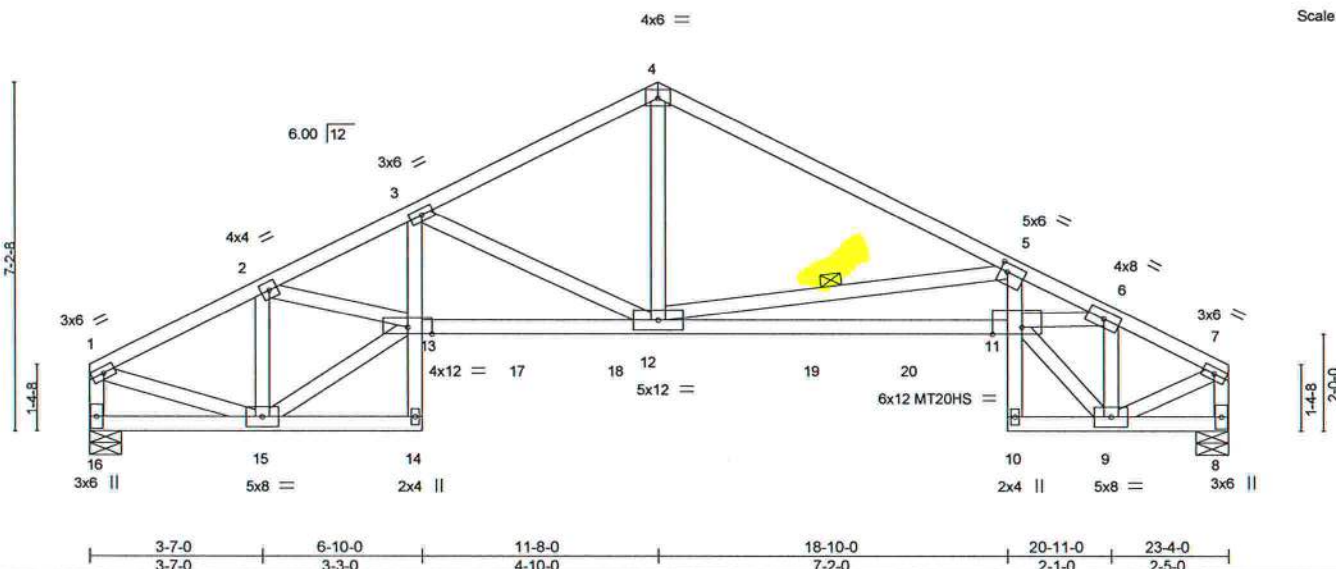 4x6 =
Scale
4
6.00 12
3x6 //
3
4x4 //
2
5x6 \\
5
4x8 \\
6
3x6 //
1
3x6 \\
7
7-2-8
1-4-8
1-4-8
2-0-0
13
4x12 =
17
18
12
5x12 =
19
20
11
6x12 MT20HS =
16
15
14
10
9
8
3x6 ||
5x8 =
2x4 ||
2x4 ||
5x8 =
3x6 ||
3-7-0
6-10-0
11-8-0
18-10-0
20-11-0
23-4-0
3-7-0
3-3-0
4-10-0
7-2-0
2-1-0
2-5-0